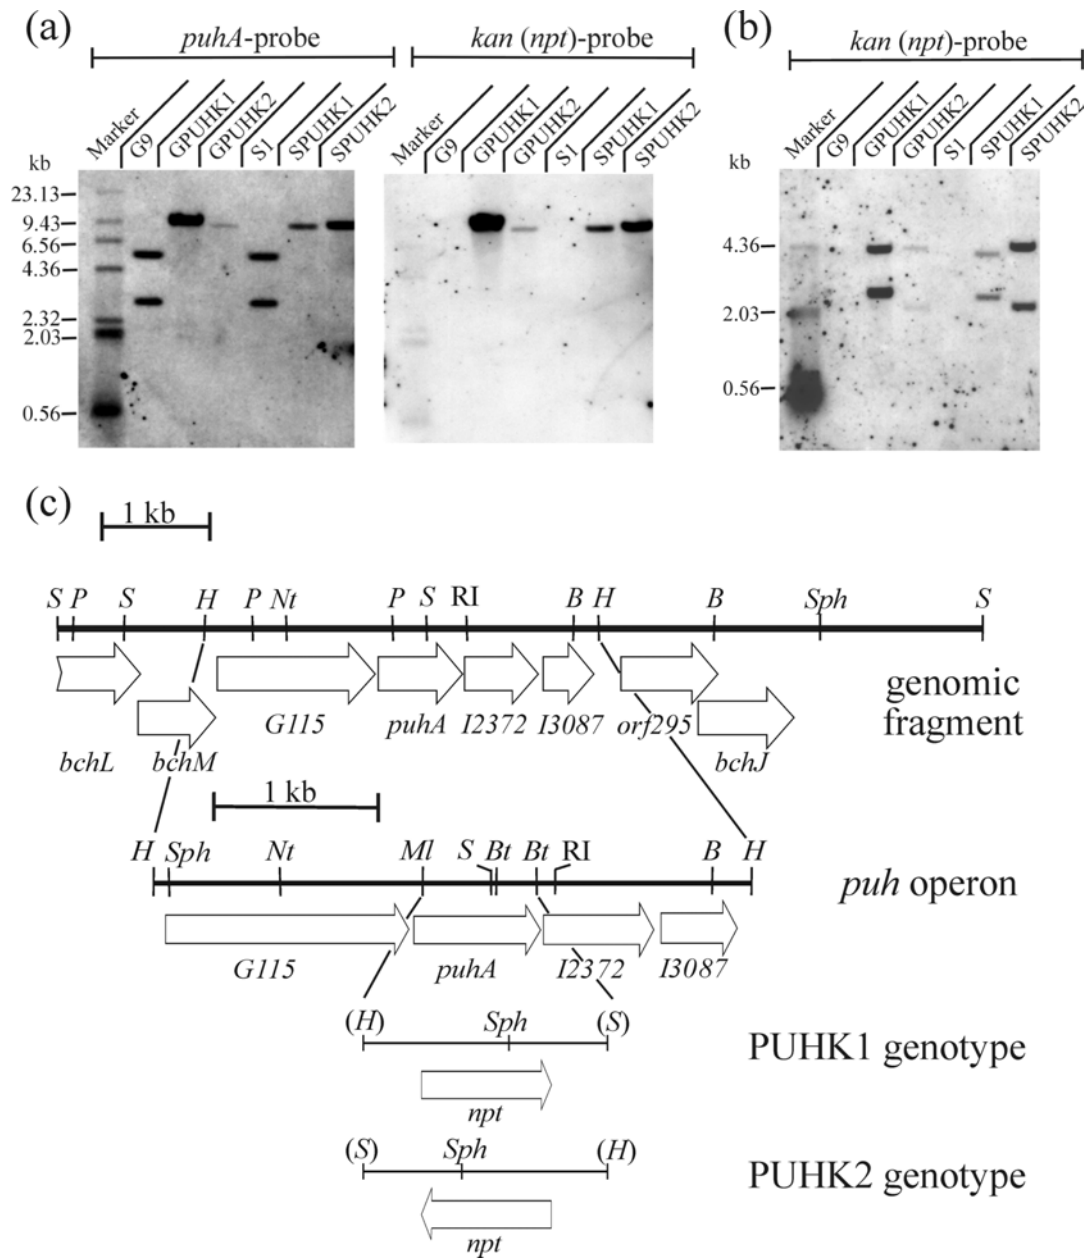 (a)
puhA-probe
kan (npt)-probe
Marker
G9
GPUHK1
GPUHK2
S1
SPUHK1
SPUHK2
Marker
G9
GPUHK1
GPUHK2
S1
SPUHK1
SPUHK2
kb
23.13
9.43
6.56
4.36
2.32
2.03
0.56
(b)
kan (npt)-probe
Marker
G9
GPUHK1
GPUHK2
S1
SPUHK1
SPUHK2
kb
4.36
2.03
0.56
(c)
1 kb
S P S H P Nt P S RI B H B Sph S
bchL bchM G115 puhA I2372 I3087 orf295 bchJ
genomic
fragment
1 kb
H Sph Nt Ml S Bt Bt RI B H
puh operon
G115 puhA I2372 I3087
(H) Sph (S)
PUHK1 genotype
npt
(S) Sph (H)
PUHK2 genotype
npt